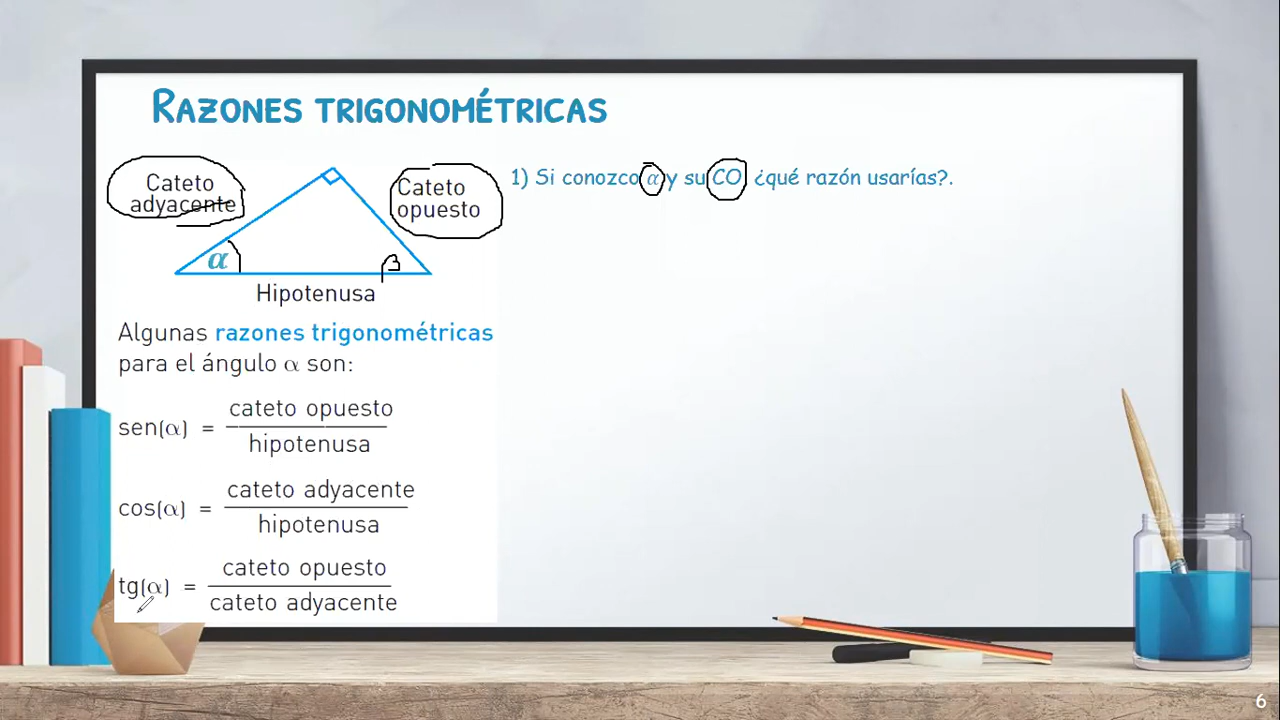 RAZONES TRIGONOMÉTRICAS
Cateto
adyacente
Cateto
opuesto
α
β
Hipotenusa
1) Si conozco α y su CO ¿qué razón usarías?.
Algunas razones trigonométricas
para el ángulo α son:
sen(α) = cateto opuesto
hipotenusa
cos(α) = cateto adyacente
hipotenusa
tg(α) = cateto opuesto
cateto adyacente
6